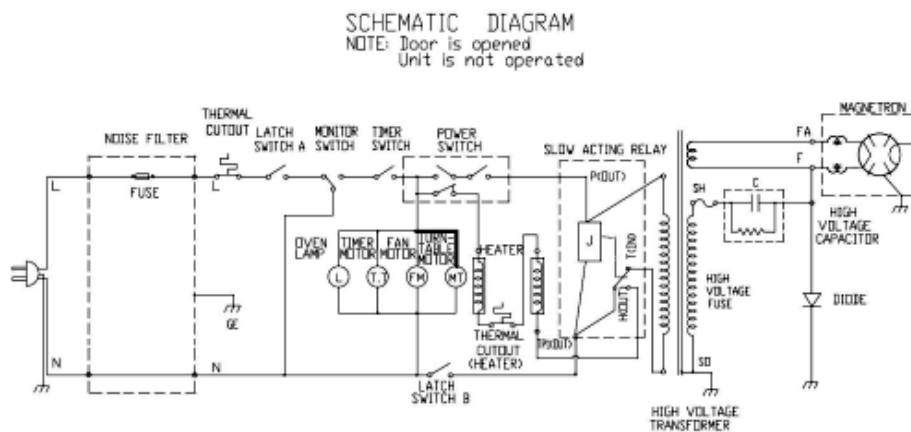 SCHEMATIC DIAGRAM
NOTE: Door is opened
Unit is not operated
MAGNETRON
THERMAL
CUTOUT
NOISE FILTER
LATCH
SWITCH A
MONITOR
SWITCH
TIMER
SWITCH
POWER
SWITCH
SLOW ACTING RELAY
FA
F
L
FUSE
L
P(OUT)
SH
C
HIGH
VOLTAGE
CAPACITOR
OVEN
LAMP
TIMER
MOTOR
FAN
MOTOR
TURN-
TABLE
MOTOR
HEATER
J
T(IN)
H(OUT)
L
T.T
FM
MT
HIGH
VOLTAGE
FUSE
DIODE
GE
THERMAL
CUTOUT
(HEATER)
TP2(OUT)
N
N
LATCH
SWITCH B
SO
HIGH VOLTAGE
TRANSFORMER